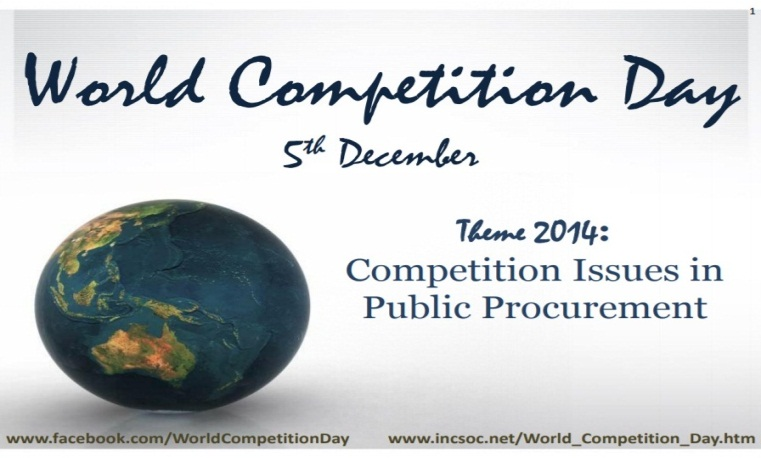 1
World Competition Day
5th December
Theme 2014:
Competition Issues in
Public Procurement
www.facebook.com/WorldCompetitionDay www.incsoc.net/World_Competition_Day.htm